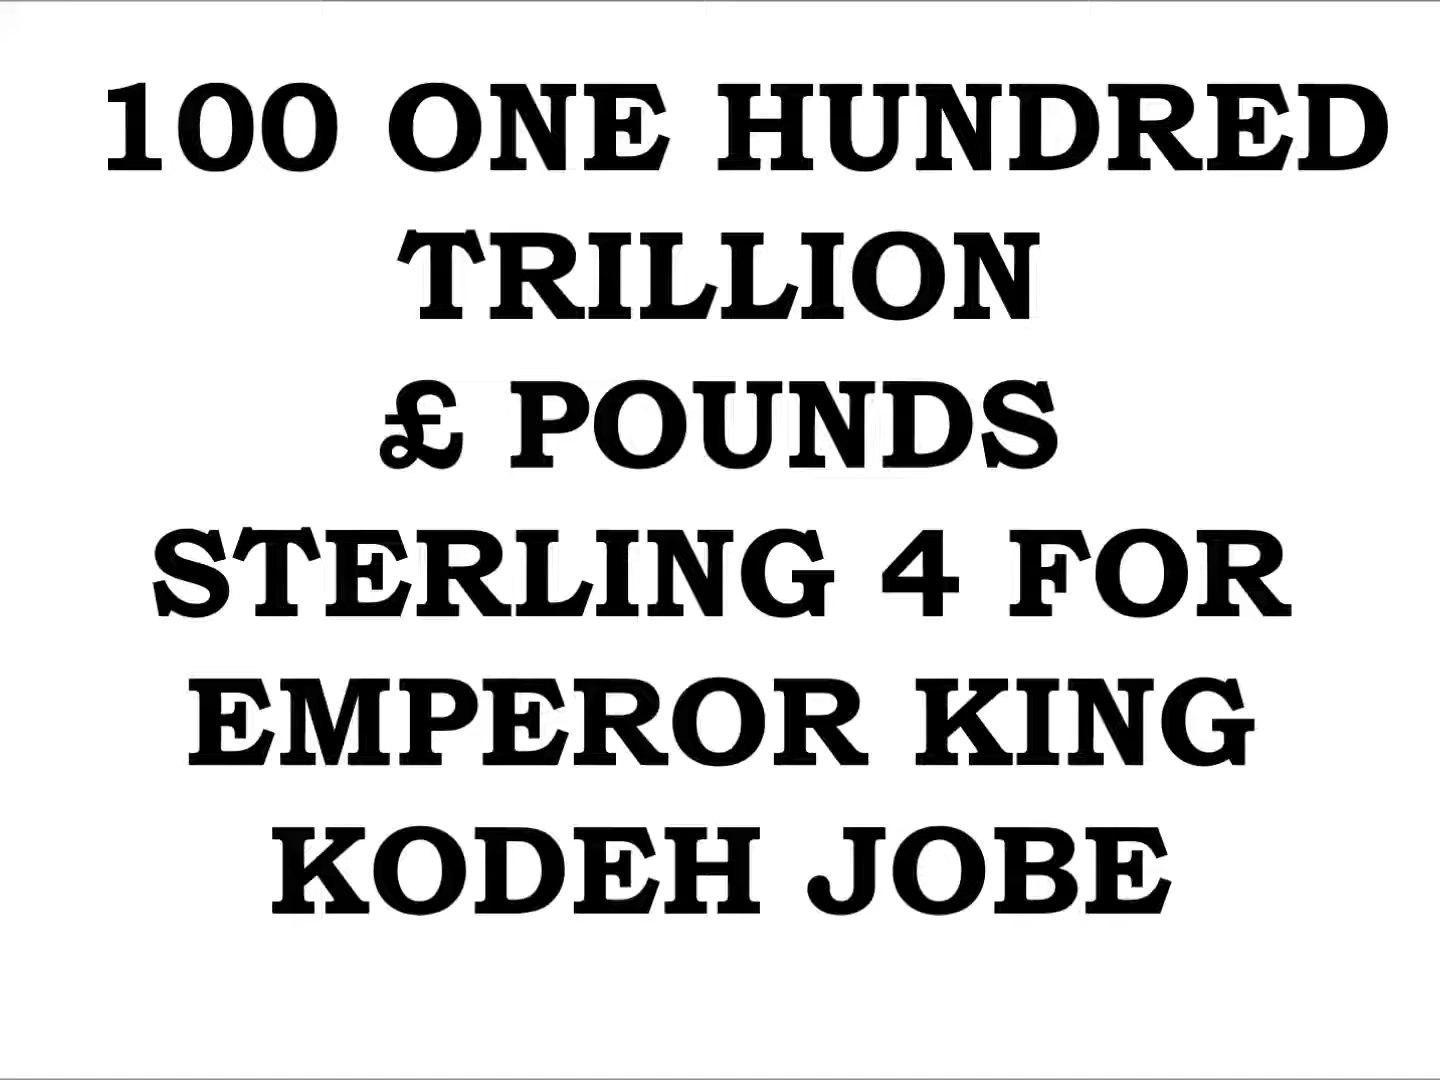 100 ONE HUNDRED
TRILLION
£ POUNDS
STERLING 4 FOR
EMPEROR KING
KODEH JOBE